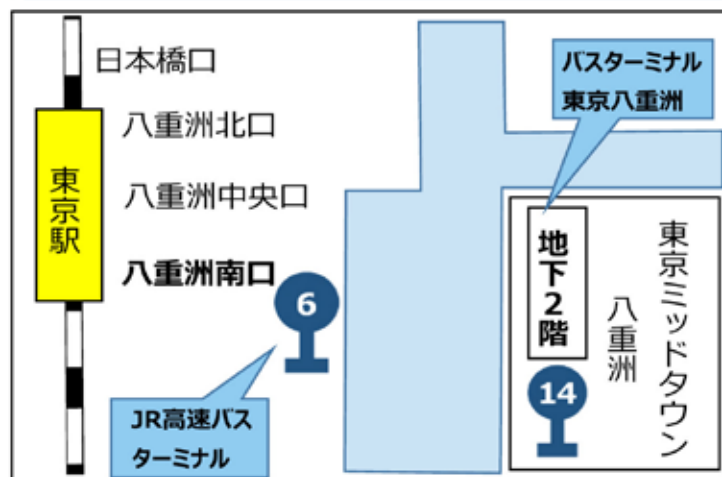 日本橋口
八重洲北口
東京駅
八重洲中央口
八重洲南口
6
JR高速バス
ターミナル
バスターミナル
東京八重洲
地下2階
14
東京ミッドタウン
八重洲